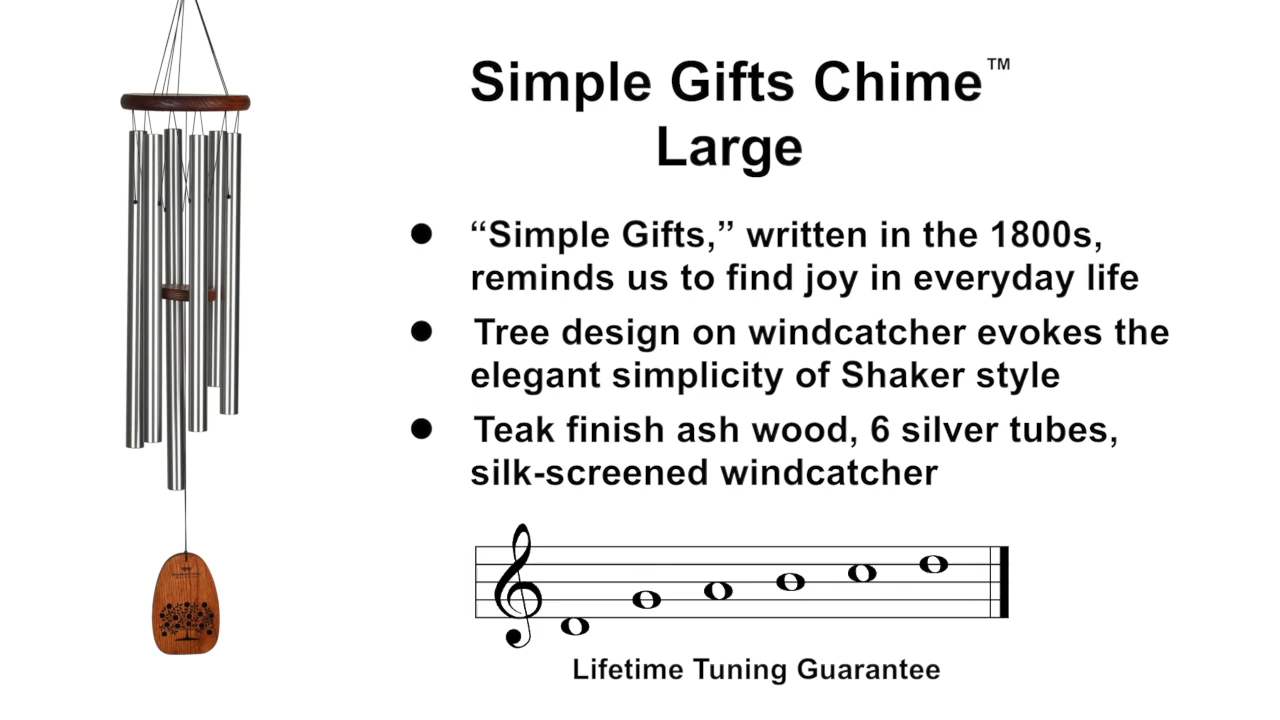 Simple Gifts Chime™
Large
● “Simple Gifts,” written in the 1800s,
reminds us to find joy in everyday life
● Tree design on windcatcher evokes the
elegant simplicity of Shaker style
● Teak finish ash wood, 6 silver tubes,
silk-screened windcatcher
Lifetime Tuning Guarantee